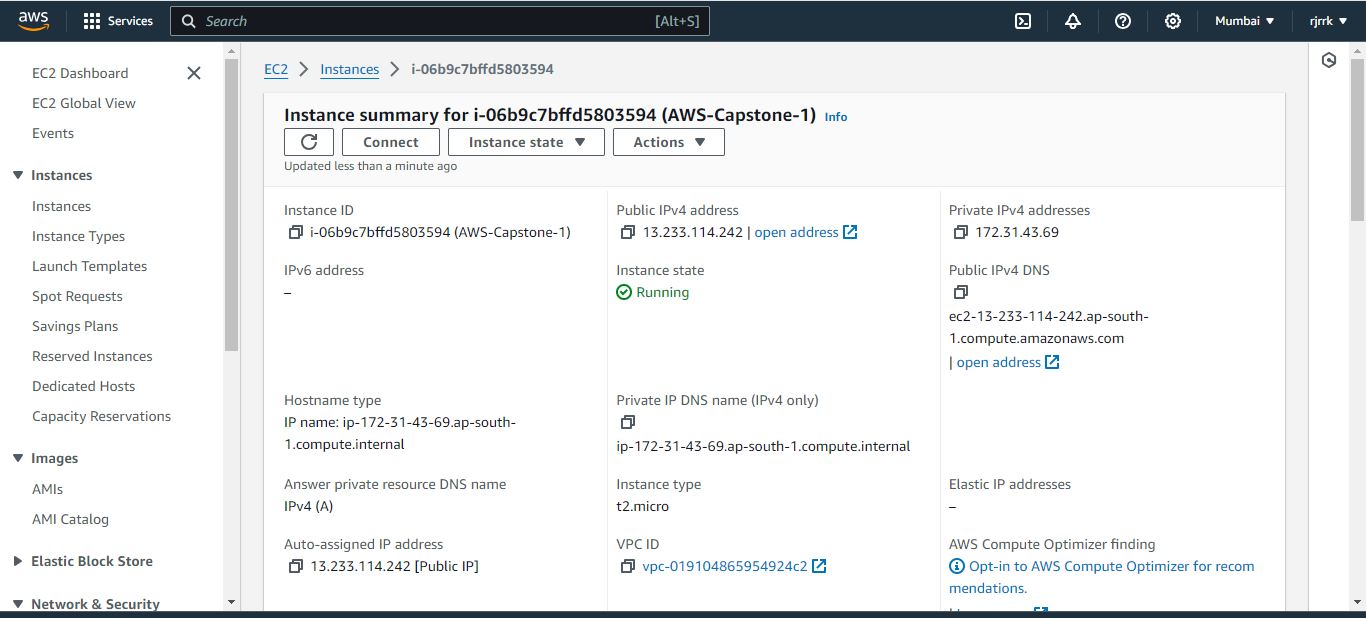 aws
Services
Search
[Alt+S]
Mumbai
rjrrk
EC2 Dashboard
EC2 Global View
Events
Instances
Instances
Instance Types
Launch Templates
Spot Requests
Savings Plans
Reserved Instances
Dedicated Hosts
Capacity Reservations
Images
AMIs
AMI Catalog
Elastic Block Store
Network & Security
EC2 > Instances > i-06b9c7bffd5803594
Instance summary for i-06b9c7bffd5803594 (AWS-Capstone-1) Info
Connect
Instance state
Actions
Updated less than a minute ago
Instance ID
i-06b9c7bffd5803594 (AWS-Capstone-1)
Public IPv4 address
13.233.114.242 | open address
Private IPv4 addresses
172.31.43.69
IPv6 address
–
Instance state
Running
Public IPv4 DNS
ec2-13-233-114-242.ap-south-
1.compute.amazonaws.com
| open address
Hostname type
IP name: ip-172-31-43-69.ap-south-
1.compute.internal
Private IP DNS name (IPv4 only)
ip-172-31-43-69.ap-south-1.compute.internal
Answer private resource DNS name
IPv4 (A)
Instance type
t2.micro
Elastic IP addresses
–
Auto-assigned IP address
13.233.114.242 [Public IP]
VPC ID
vpc-019104865954924c2
AWS Compute Optimizer finding
Opt-in to AWS Compute Optimizer for recom
mendations.